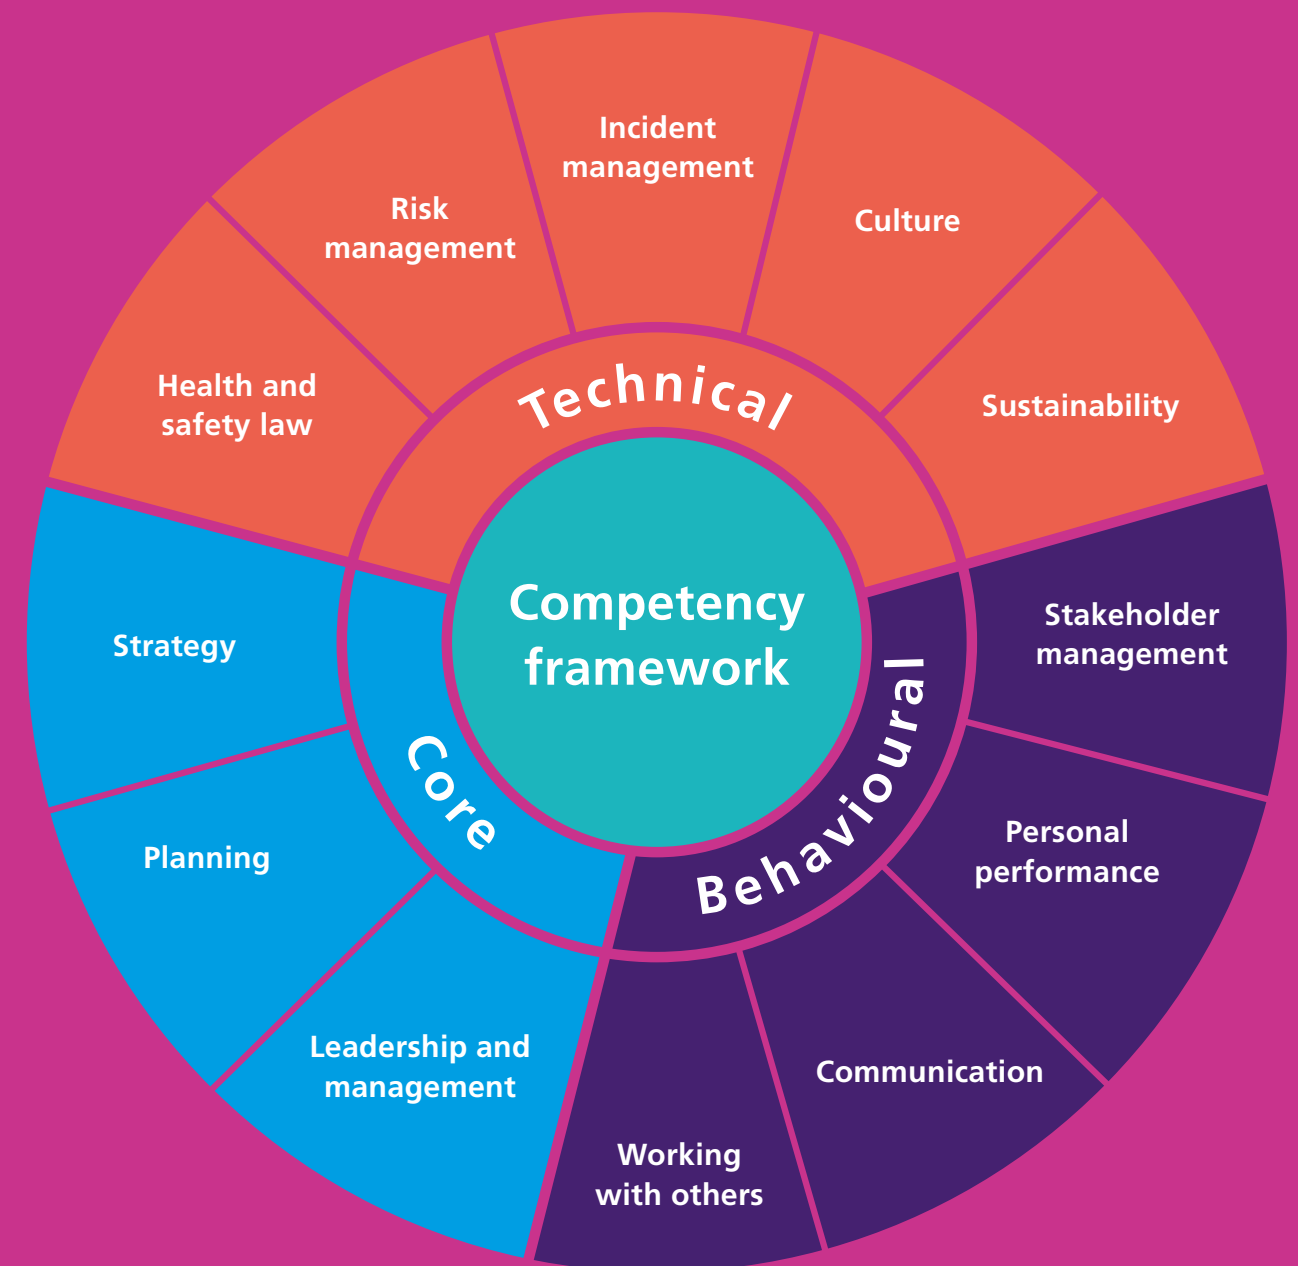 Competency
framework
Technical
Health and
safety law
Risk
management
Incident
management
Culture
Sustainability
Behavioural
Stakeholder
management
Personal
performance
Communication
Working
with others
Core
Leadership and
management
Planning
Strategy